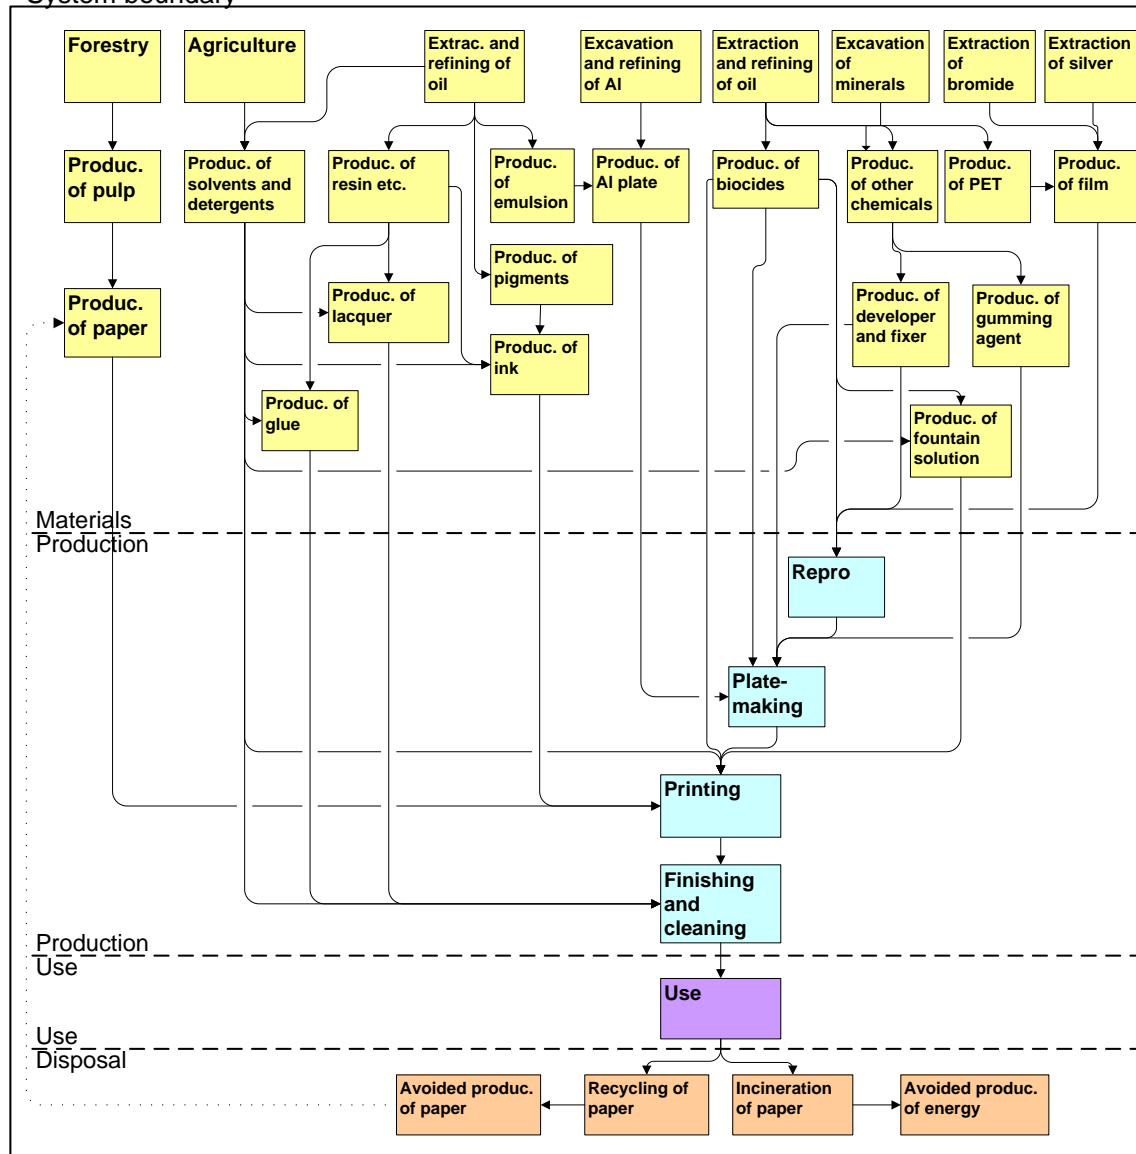 System boundary
Forestry
Agriculture
Extrac. and
refining of
oil
Excavation
and refining
of Al
Extraction
and refining
of oil
Excavation
of
minerals
Extraction
of
bromide
Extraction
of silver
Produc.
of pulp
Produc. of
solvents and
detergents
Produc. of
resin etc.
Produc.
of
emulsion
Produc. of
Al plate
Produc. of
biocides
Produc.
of other
chemicals
Produc.
of PET
Produc.
of film
Produc. of
pigments
Produc.
of paper
Produc. of
lacquer
Produc. of
developer
and fixer
Produc. of
gumming
agent
Produc. of
ink
Produc. of
glue
Produc. of
fountain
solution
Materials
Production
Repro
Plate-
making
Printing
Finishing
and
cleaning
Production
Use
Use
Use
Disposal
Avoided produc.
of paper
Recycling of
paper
Incineration
of paper
Avoided produc.
of energy